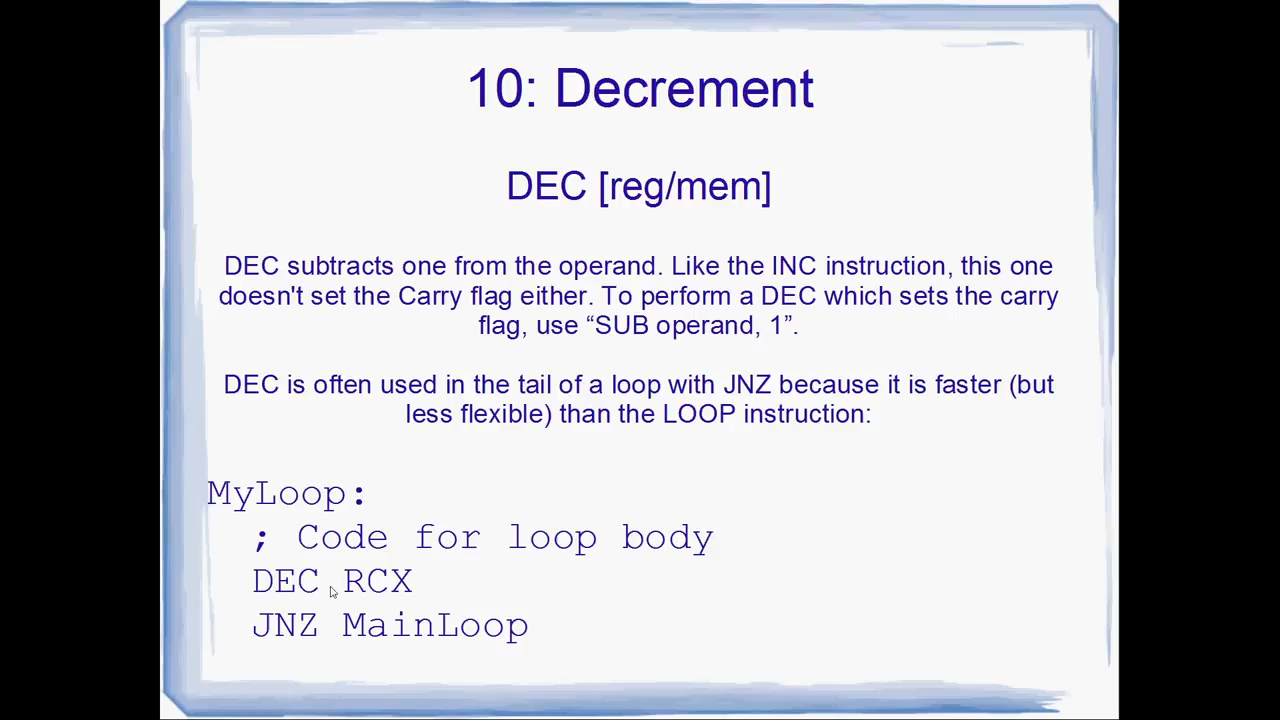 10: Decrement
DEC [reg/mem]
DEC subtracts one from the operand. Like the INC instruction, this one
doesn't set the Carry flag either. To perform a DEC which sets the carry
flag, use “SUB operand, 1”.
DEC is often used in the tail of a loop with JNZ because it is faster (but
less flexible) than the LOOP instruction:
MyLoop:
; Code for loop body
DEC RCX
JNZ MainLoop